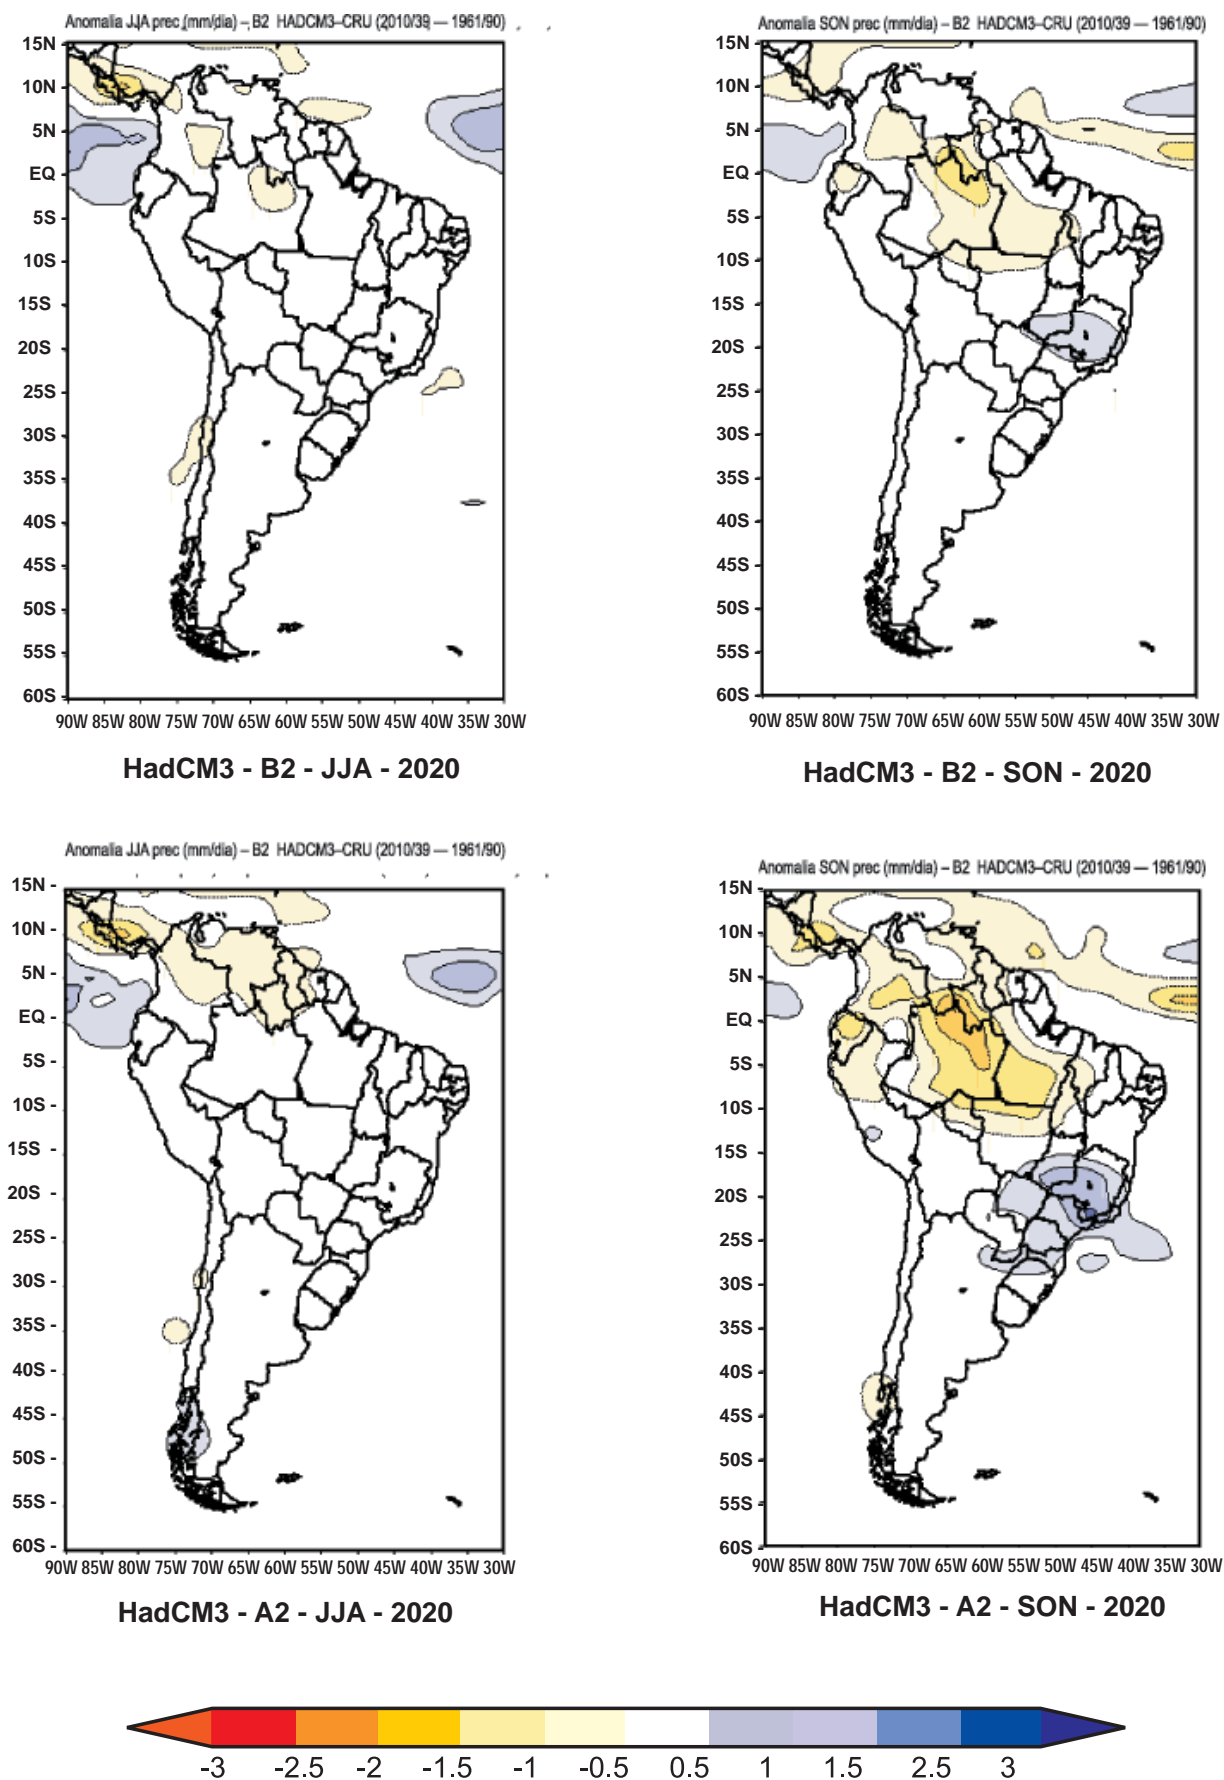 Anomalia JJA prec (mm/dia) – B2 HADCM3–CRU (2010/39 — 1961/90)
15N
10N
5N
EQ
5S
10S
15S
20S
25S
30S
35S
40S
45S
50S
55S
60S
90W 85W 80W 75W 70W 65W 60W 55W 50W 45W 40W 35W 30W
HadCM3 - B2 - JJA - 2020
Anomalia SON prec (mm/dia) – B2 HADCM3–CRU (2010/39 — 1961/90)
15N
10N
5N
EQ
5S
10S
15S
20S
25S
30S
35S
40S
45S
50S
55S
60S
90W 85W 80W 75W 70W 65W 60W 55W 50W 45W 40W 35W 30W
HadCM3 - B2 - SON - 2020
Anomalia JJA prec (mm/dia) – B2 HADCM3–CRU (2010/39 — 1961/90)
15N -
10N -
5N -
EQ -
5S -
10S -
15S -
20S -
25S -
30S -
35S -
40S -
45S -
50S -
55S -
60S -
90W 85W 80W 75W 70W 65W 60W 55W 50W 45W 40W 35W 30W
HadCM3 - A2 - JJA - 2020
Anomalia SON prec (mm/dia) – B2 HADCM3–CRU (2010/39 — 1961/90)
15N
10N
5N
EQ
5S
10S
15S
20S
25S
30S
35S
40S
45S
50S
55S
60S
90W 85W 80W 75W 70W 65W 60W 55W 50W 45W 40W 35W 30W
HadCM3 - A2 - SON - 2020
-3 -2.5 -2 -1.5 -1 -0.5 0.5 1 1.5 2.5 3